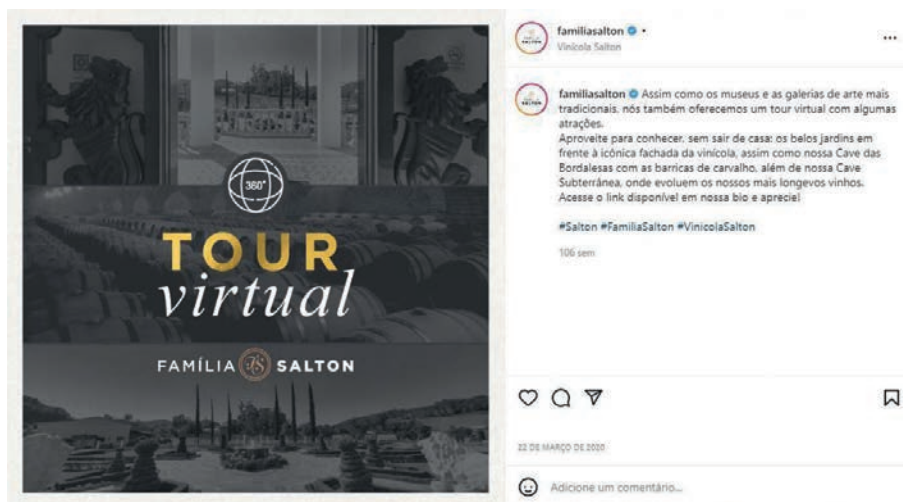 360°
TOUR
virtual
FAMÍLIA SALTON
familiasalton •
Vinícola Salton
familiasalton Assim como os museus e as galerias de arte mais
tradicionais, nós também oferecemos um tour virtual com algumas
atrações.
Aproveite para conhecer, sem sair de casa: os belos jardins em
frente à icônica fachada da vinícola, assim como nossa Cave das
Bordalesas com as barricas de carvalho, além de nossa Cave
Subterrânea, onde evoluem os nossos mais longevos vinhos.
Acesse o link disponível em nossa bio e aprecie!
#Salton #FamiliaSalton #VinicolaSalton
106 sem
22 DE MARÇO DE 2020
Adicione um comentário...